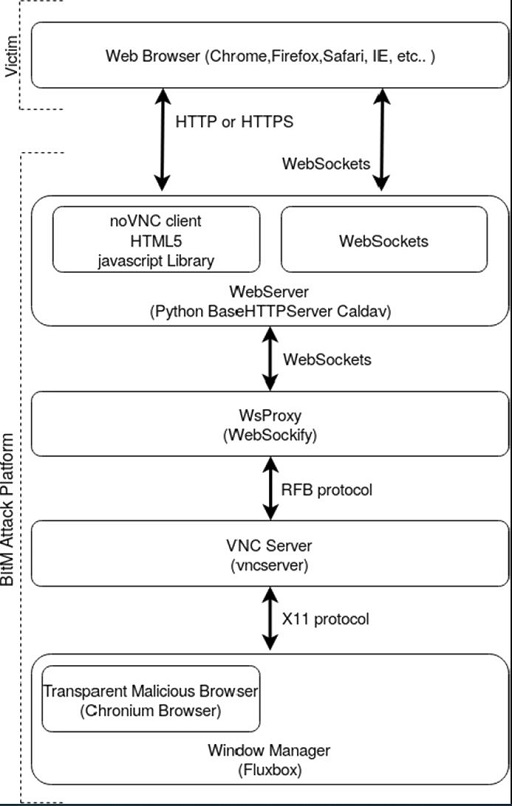 Victim
Web Browser (Chrome,Firefox,Safari, IE, etc.. )
HTTP or HTTPS
WebSockets
BitM Attack Platform
noVNC client
HTML5
javascript Library
WebSockets
WebServer
(Python BaseHTTPServer Caldav)
WebSockets
WsProxy
(WebSockify)
RFB protocol
VNC Server
(vncserver)
X11 protocol
Transparent Malicious Browser
(Chronium Browser)
Window Manager
(Fluxbox)